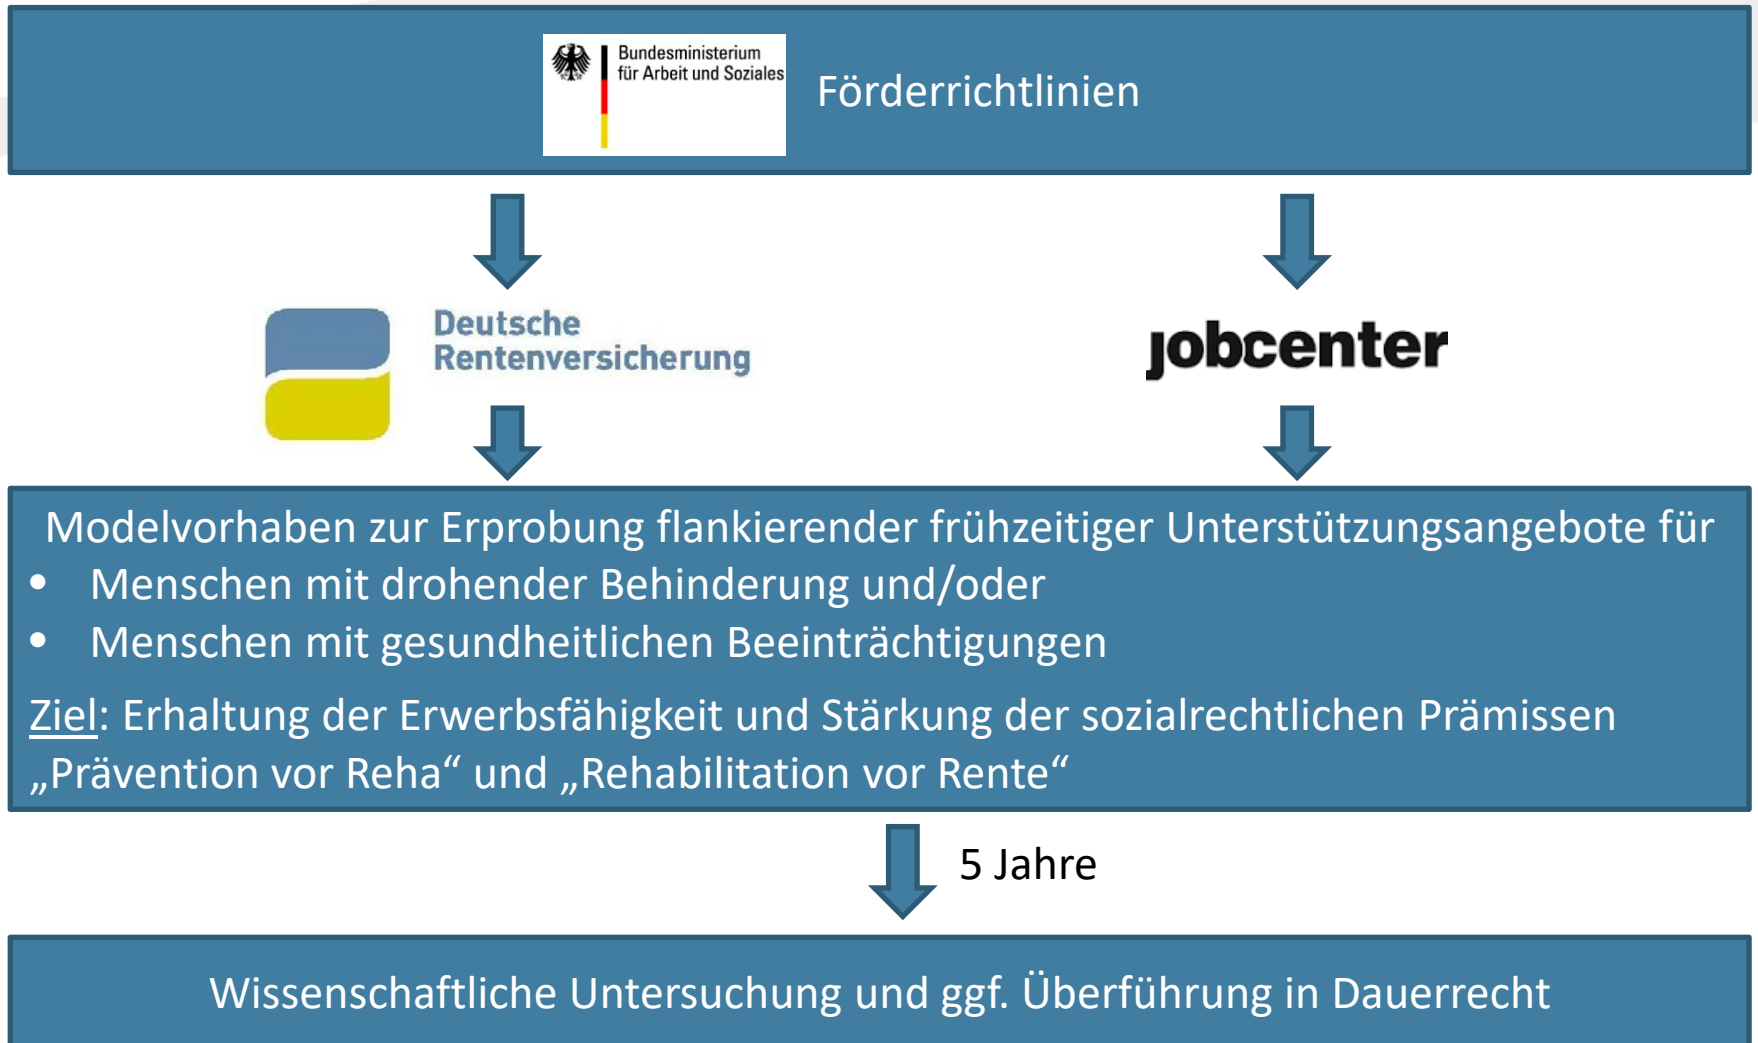 Bundesministerium
für Arbeit und Soziales
Förderrichtlinien
Deutsche
Rentenversicherung
jobcenter
Modelvorhaben zur Erprobung flankierender frühzeitiger Unterstützungsangebote für
• Menschen mit drohender Behinderung und/oder
• Menschen mit gesundheitlichen Beeinträchtigungen
Ziel: Erhaltung der Erwerbsfähigkeit und Stärkung der sozialrechtlichen Prämissen
„Prävention vor Reha“ und „Rehabilitation vor Rente“
5 Jahre
Wissenschaftliche Untersuchung und ggf. Überführung in Dauerrecht